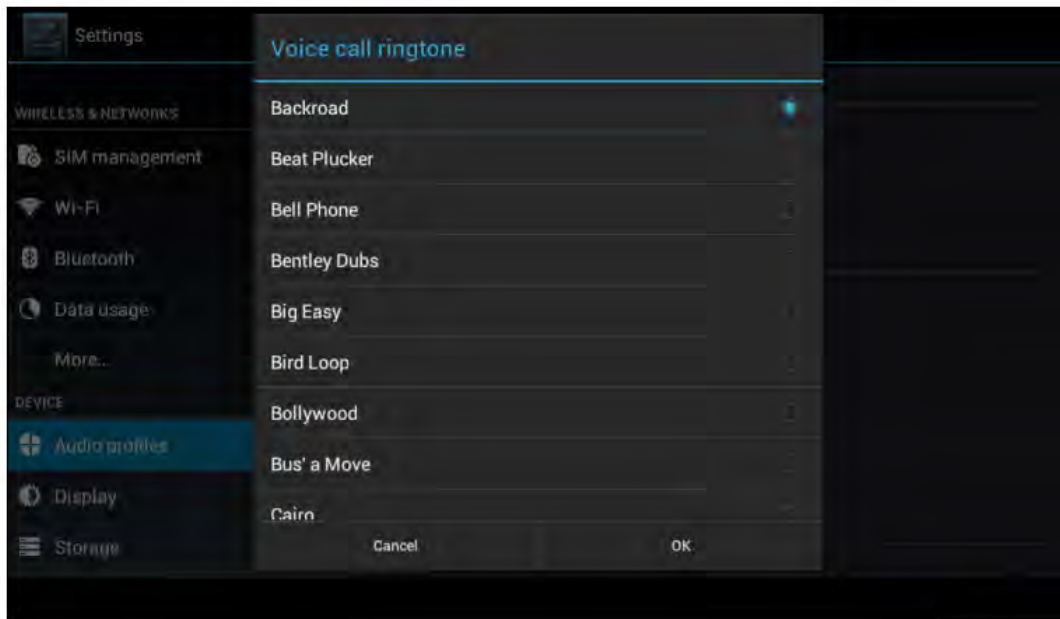 Settings
WIRELESS & NETWORKS
SIM management
Wi-Fi
Bluetooth
Data usage
More...
DEVICE
Audio profiles
Display
Storage
Voice call ringtone
Backroad
Beat Plucker
Bell Phone
Bentley Dubs
Big Easy
Bird Loop
Bollywood
Bus' a Move
Cairo
Cancel
OK